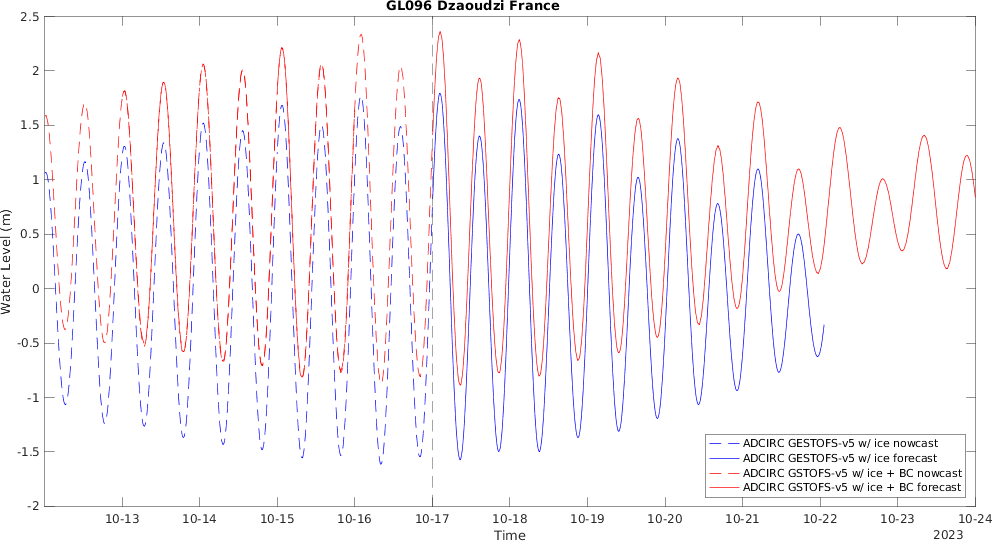 GL096 Dzaoudzi France
2.5
2
1.5
1
0.5
0
-0.5
-1
-1.5
-2
Water Level (m)
ADCIRC GESTOFS-v5 w/ ice nowcast
ADCIRC GESTOFS-v5 w/ ice forecast
ADCIRC GSTOFS-v5 w/ ice + BC nowcast
ADCIRC GSTOFS-v5 w/ ice + BC forecast
10-13 10-14 10-15 10-16 10-17 10-18 10-19 10-20 10-21 10-22 10-23 10-24
Time
2023